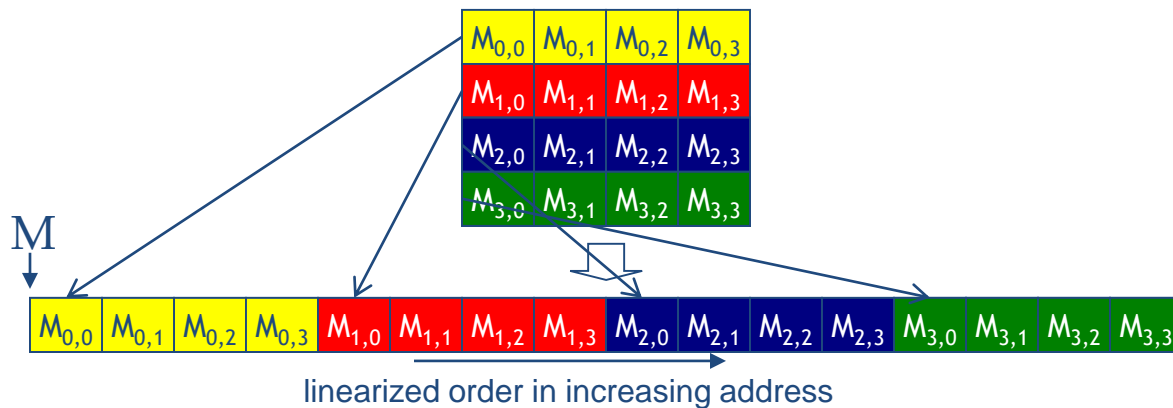 M0,0 M0,1 M0,2 M0,3
M1,0 M1,1 M1,2 M1,3
M2,0 M2,1 M2,2 M2,3
M3,0 M3,1 M3,2 M3,3
M
M0,0 M0,1 M0,2 M0,3 M1,0 M1,1 M1,2 M1,3 M2,0 M2,1 M2,2 M2,3 M3,0 M3,1 M3,2 M3,3
linearized order in increasing address